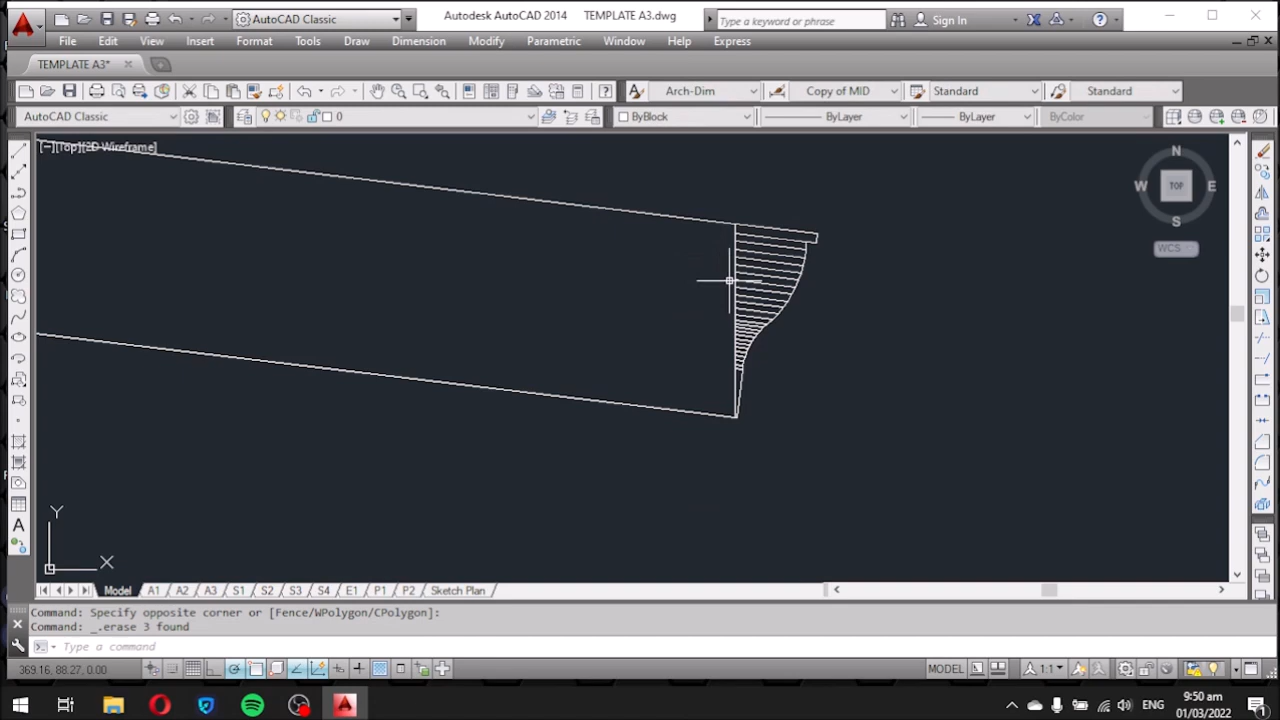 AutoCAD Classic
Autodesk AutoCAD 2014 TEMPLATE A3.dwg
Type a keyword or phrase
Sign In
File Edit View Insert Format Tools Draw Dimension Modify Parametric Window Help Express
TEMPLATE A3*
Arch-Dim
Copy of MID
Standard
Standard
AutoCAD Classic
0
ByBlock
ByLayer
ByLayer
ByColor
[−][Top][2D Wireframe]
N
W TOP E
S
WCS
Y
X
Model A1 A2 A3 S1 S2 S3 S4 E1 P1 P2 Sketch Plan
Command: Specify opposite corner or [Fence/WPolygon/CPolygon]:
Command: _.erase 3 found
Type a command
369.16, 88.27, 0.00
MODEL
1:1
ENG
9:50 am
01/03/2022